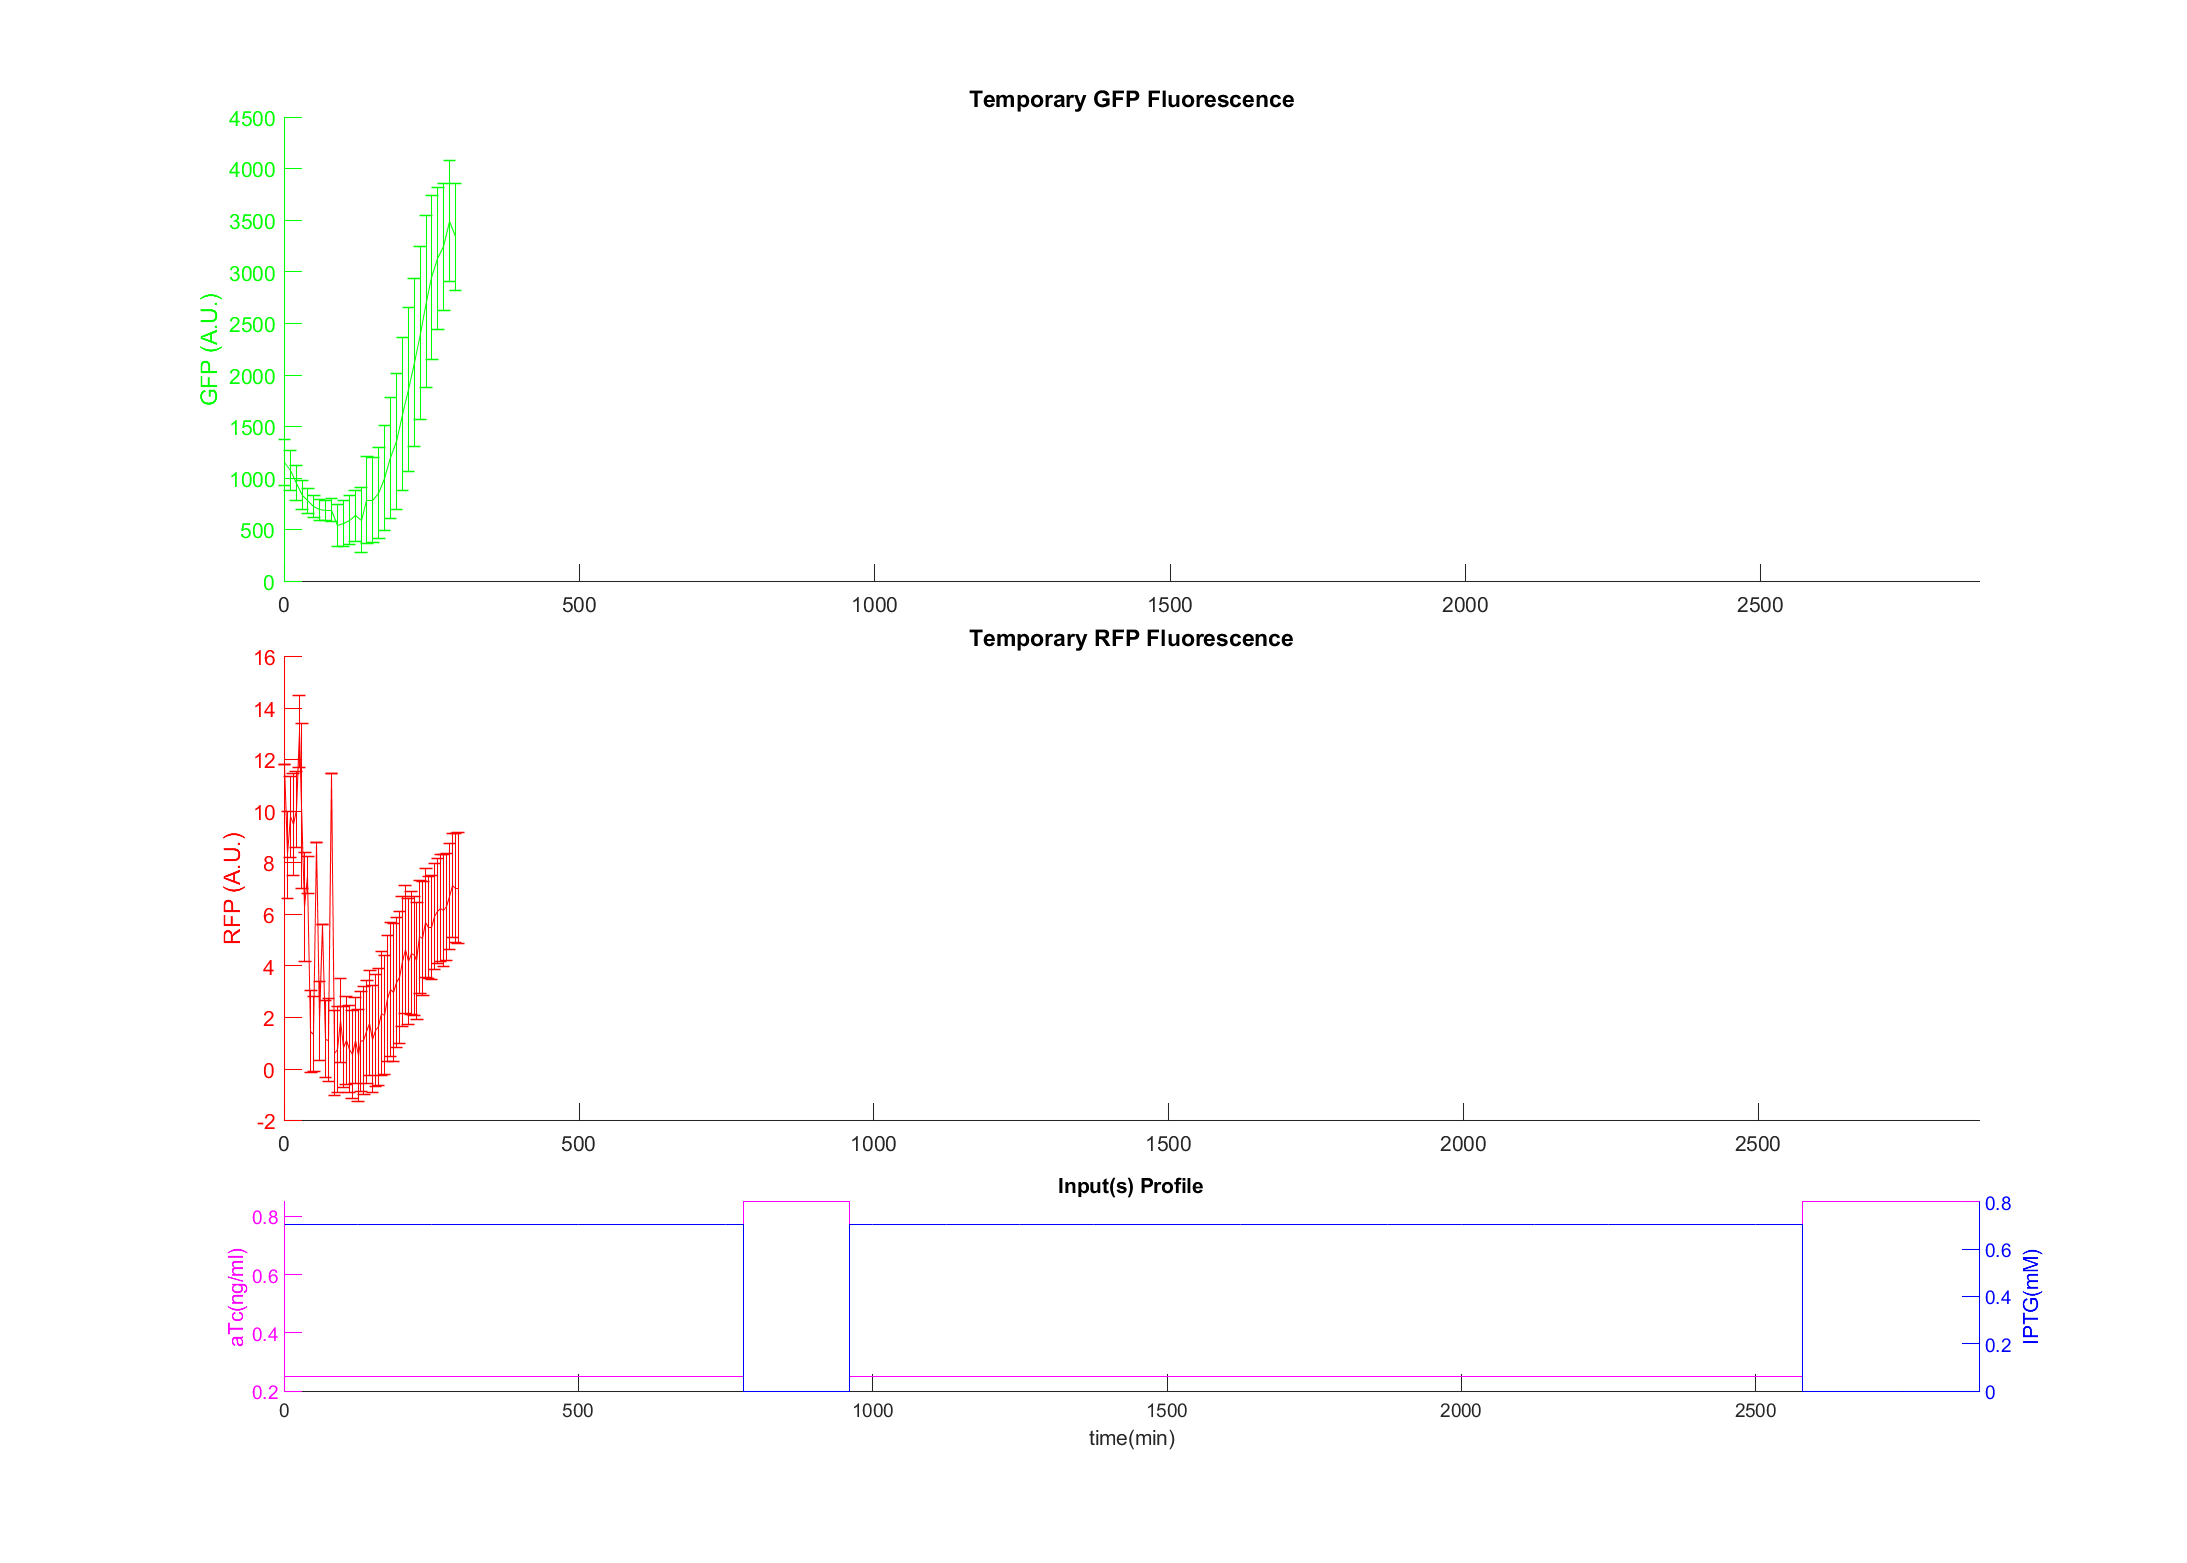 Temporary GFP Fluorescence
4500
4000
3500
3000
2500
2000
1500
1000
500
0
GFP (A.U.)
0 500 1000 1500 2000 2500
Temporary RFP Fluorescence
16
14
12
10
8
6
4
2
0
-2
RFP (A.U.)
0 500 1000 1500 2000 2500
Input(s) Profile
0.8
0.6
0.4
0.2
aTc(ng/ml)
0.8
0.6
0.4
0.2
0
IPTG(mM)
0 500 1000 1500 2000 2500
time(min)